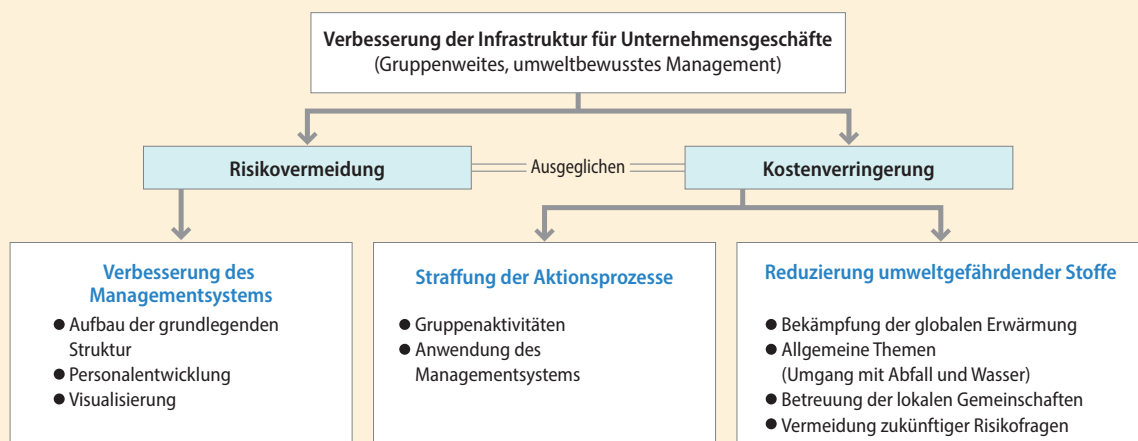 Verbesserung der Infrastruktur für Unternehmensgeschäfte
(Gruppenweites, umweltbewusstes Management)
Risikovermeidung
Ausgeglichen
Kostenverringerung
Verbesserung des
Managementsystems
● Aufbau der grundlegenden
Struktur
● Personalentwicklung
● Visualisierung
Straffung der Aktionsprozesse
● Gruppenaktivitäten
● Anwendung des
Managementsystems
Reduzierung umweltgefährdender Stoffe
● Bekämpfung der globalen Erwärmung
● Allgemeine Themen
(Umgang mit Abfall und Wasser)
● Betreuung der lokalen Gemeinschaften
● Vermeidung zukünftiger Risikofragen